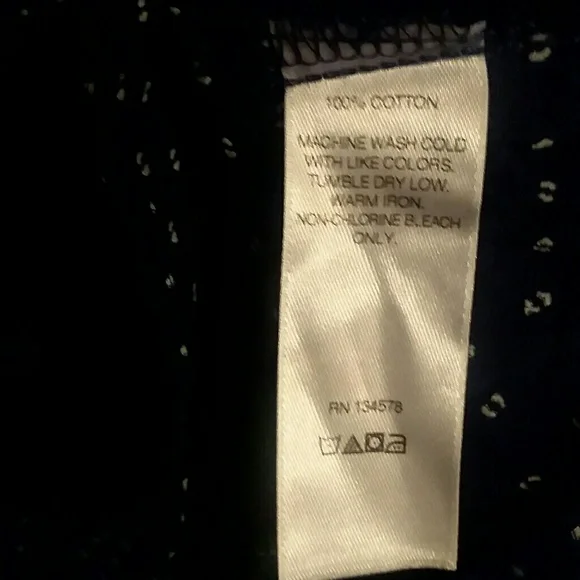 100% COTTON
MACHINE WASH COLD
WITH LIKE COLORS.
TUMBLE DRY LOW.
WARM IRON.
NON-CHLORINE BLEACH
ONLY.
RN 134578